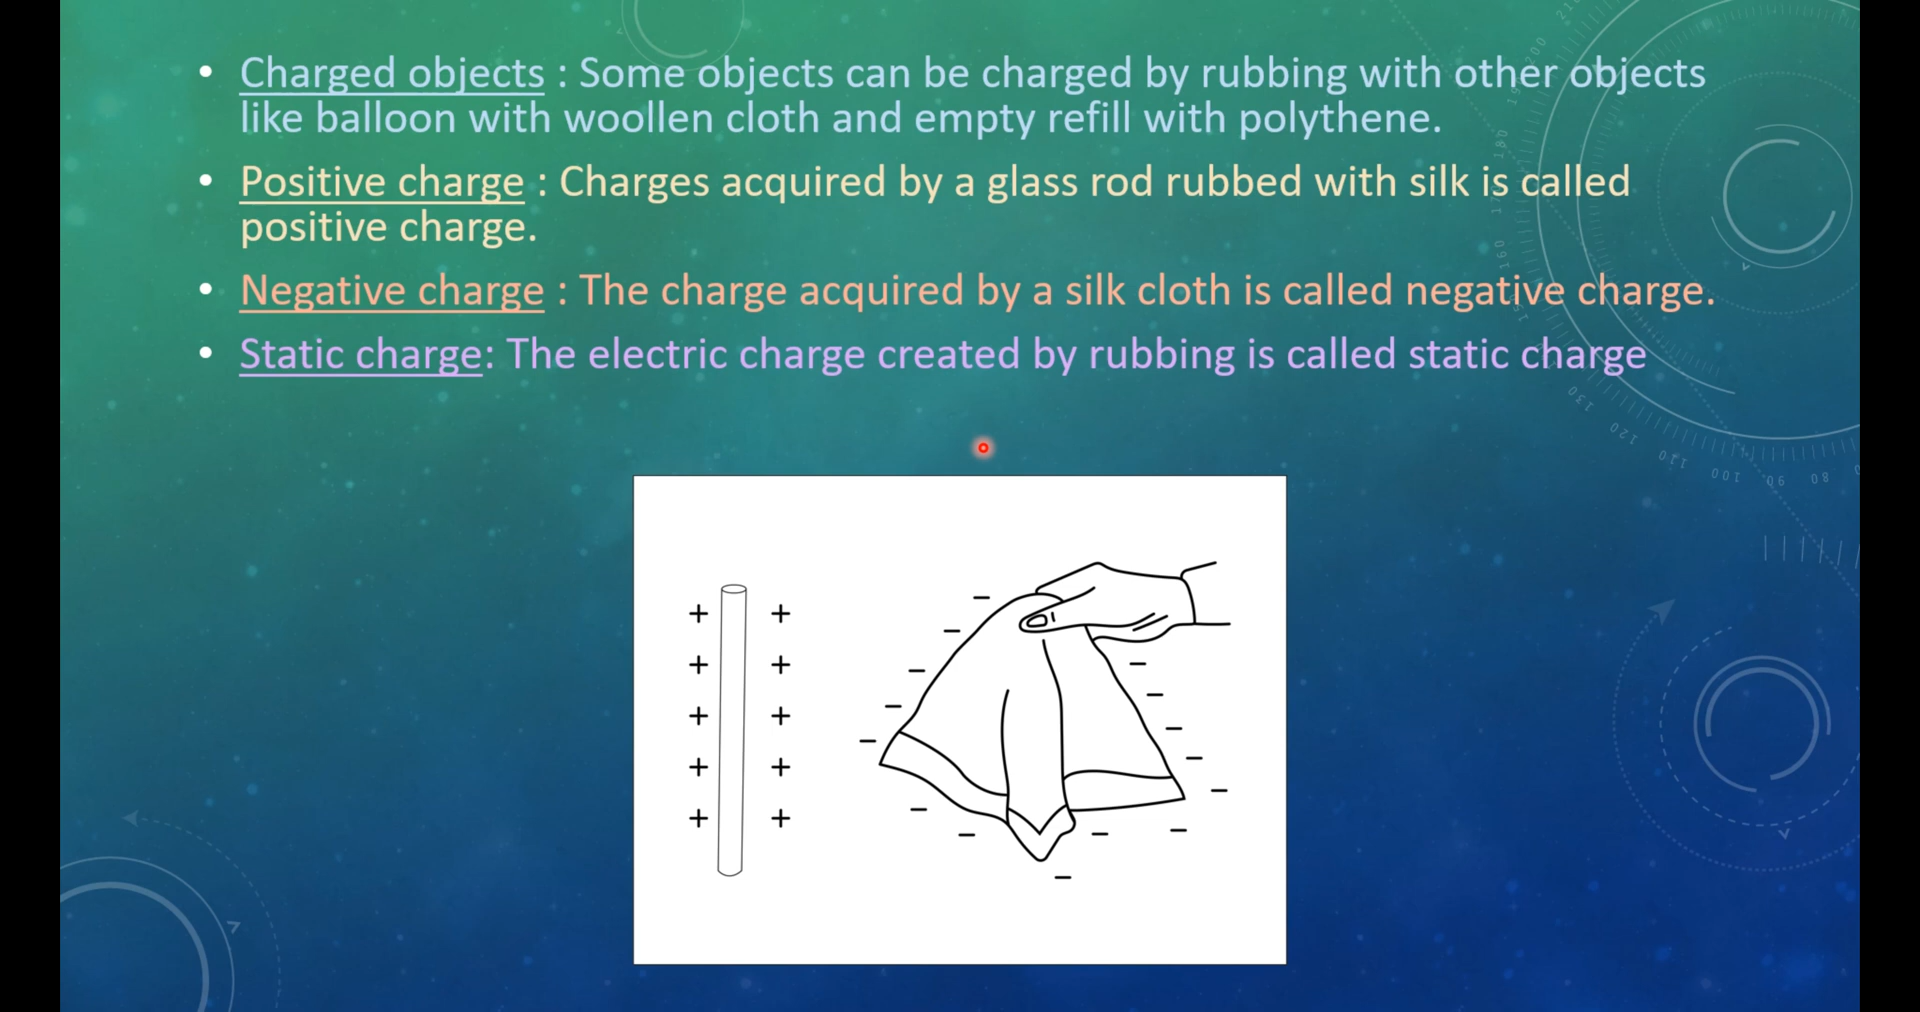 • Charged objects : Some objects can be charged by rubbing with other objects
like balloon with woollen cloth and empty refill with polythene.
• Positive charge : Charges acquired by a glass rod rubbed with silk is called
positive charge.
• Negative charge : The charge acquired by a silk cloth is called negative charge.
• Static charge: The electric charge created by rubbing is called static charge